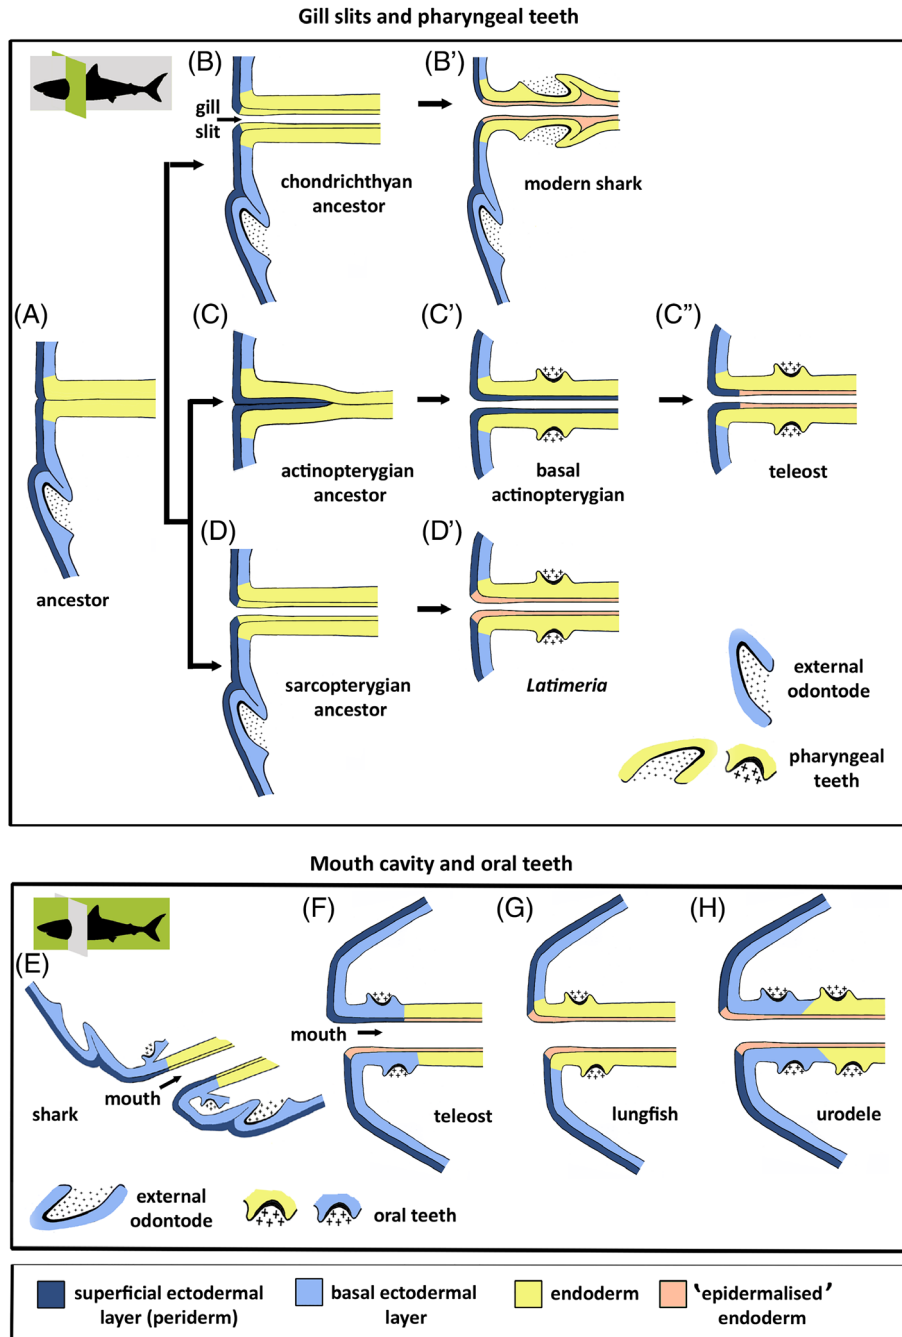 Gill slits and pharyngeal teeth
(B)
(B’)
gill
slit
chondrichthyan
ancestor
modern shark
(A)
(C)
(C’)
(C’’)
actinopterygian
ancestor
basal
actinopterygian
teleost
ancestor
(D)
(D’)
sarcopterygian
ancestor
Latimeria
external
odontode
pharyngeal
teeth
Mouth cavity and oral teeth
(E)
(F)
(G)
(H)
mouth
mouth
shark
teleost
lungfish
urodele
external
odontode
oral teeth
superficial ectodermal
layer (periderm)
basal ectodermal
layer
endoderm
‘epidermalised’
endoderm